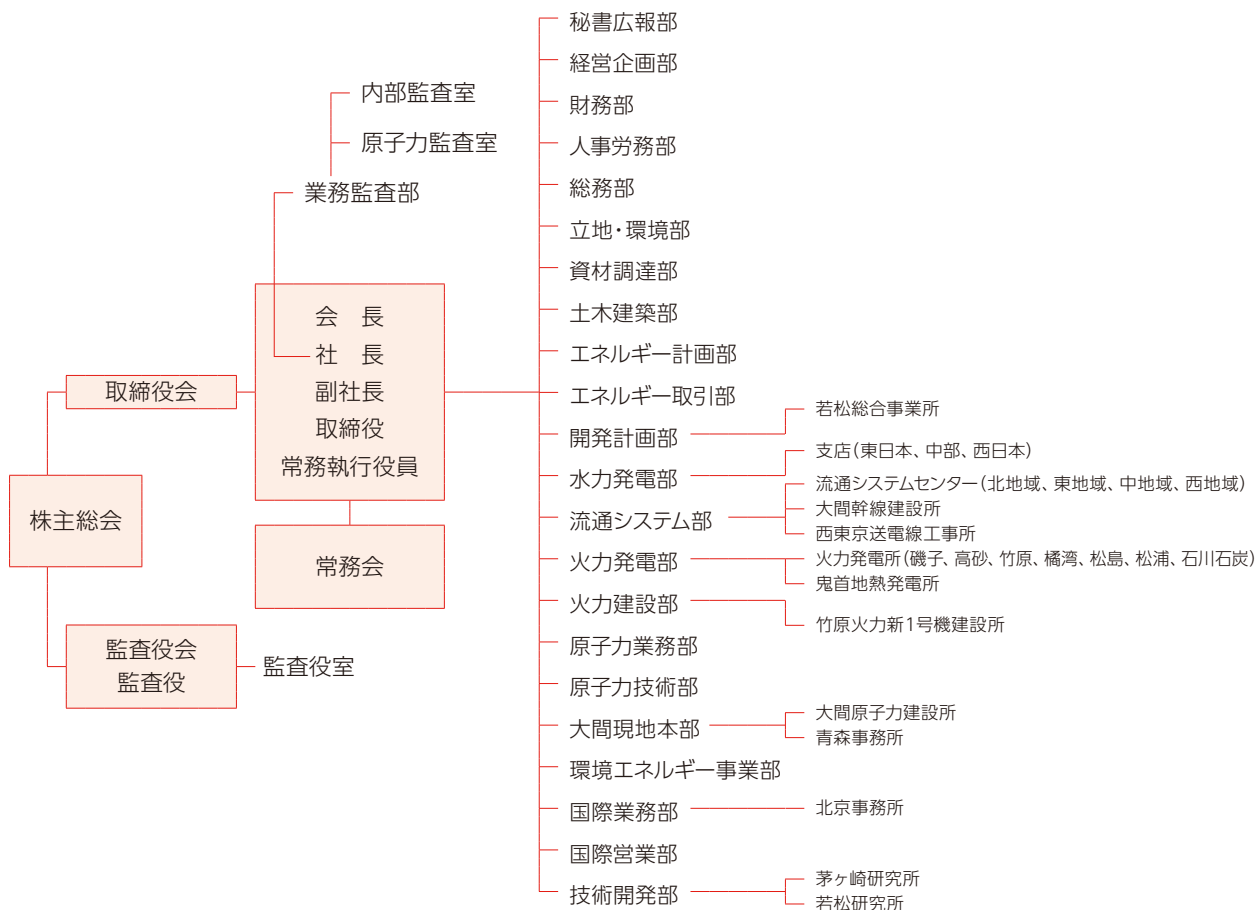 株主総会
取締役会
監査役会
監査役
監査役室
会　長
社　長
副社長
取締役
常務執行役員
常務会
業務監査部
内部監査室
原子力監査室
秘書広報部
経営企画部
財務部
人事労務部
総務部
立地・環境部
資材調達部
土木建築部
エネルギー計画部
エネルギー取引部
開発計画部
若松総合事業所
水力発電部
支店（東日本、中部、西日本）
流通システム部
流通システムセンター（北地域、東地域、中地域、西地域）
大間幹線建設所
西東京送電線工事所
火力発電部
火力発電所（磯子、高砂、竹原、橘湾、松島、松浦、石川石炭）
鬼首地熱発電所
火力建設部
竹原火力新1号機建設所
原子力業務部
原子力技術部
大間現地本部
大間原子力建設所
青森事務所
環境エネルギー事業部
国際業務部
北京事務所
国際営業部
技術開発部
茅ヶ崎研究所
若松研究所